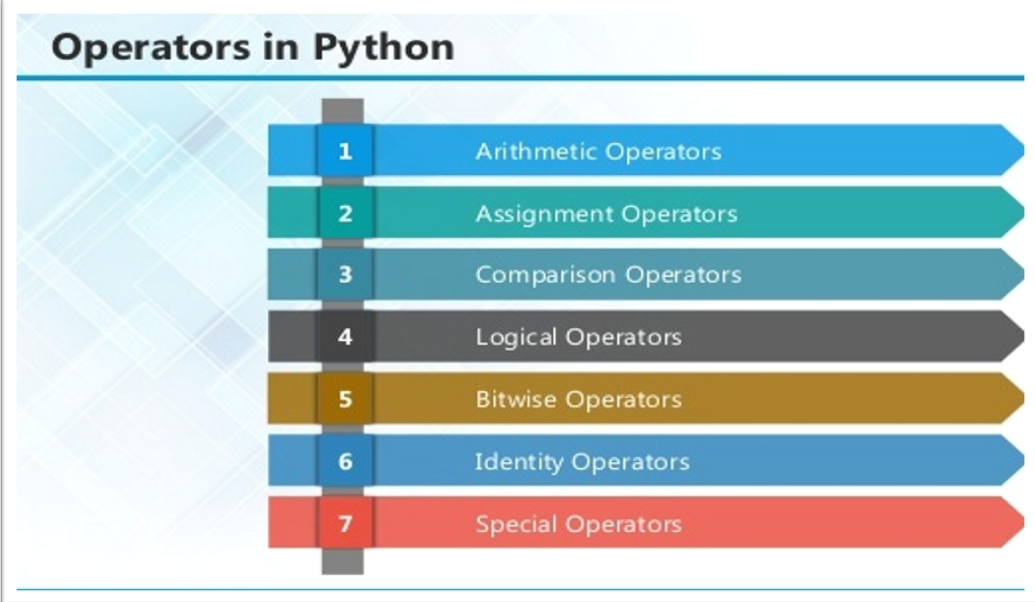 Operators in Python
1 Arithmetic Operators
2 Assignment Operators
3 Comparison Operators
4 Logical Operators
5 Bitwise Operators
6 Identity Operators
7 Special Operators